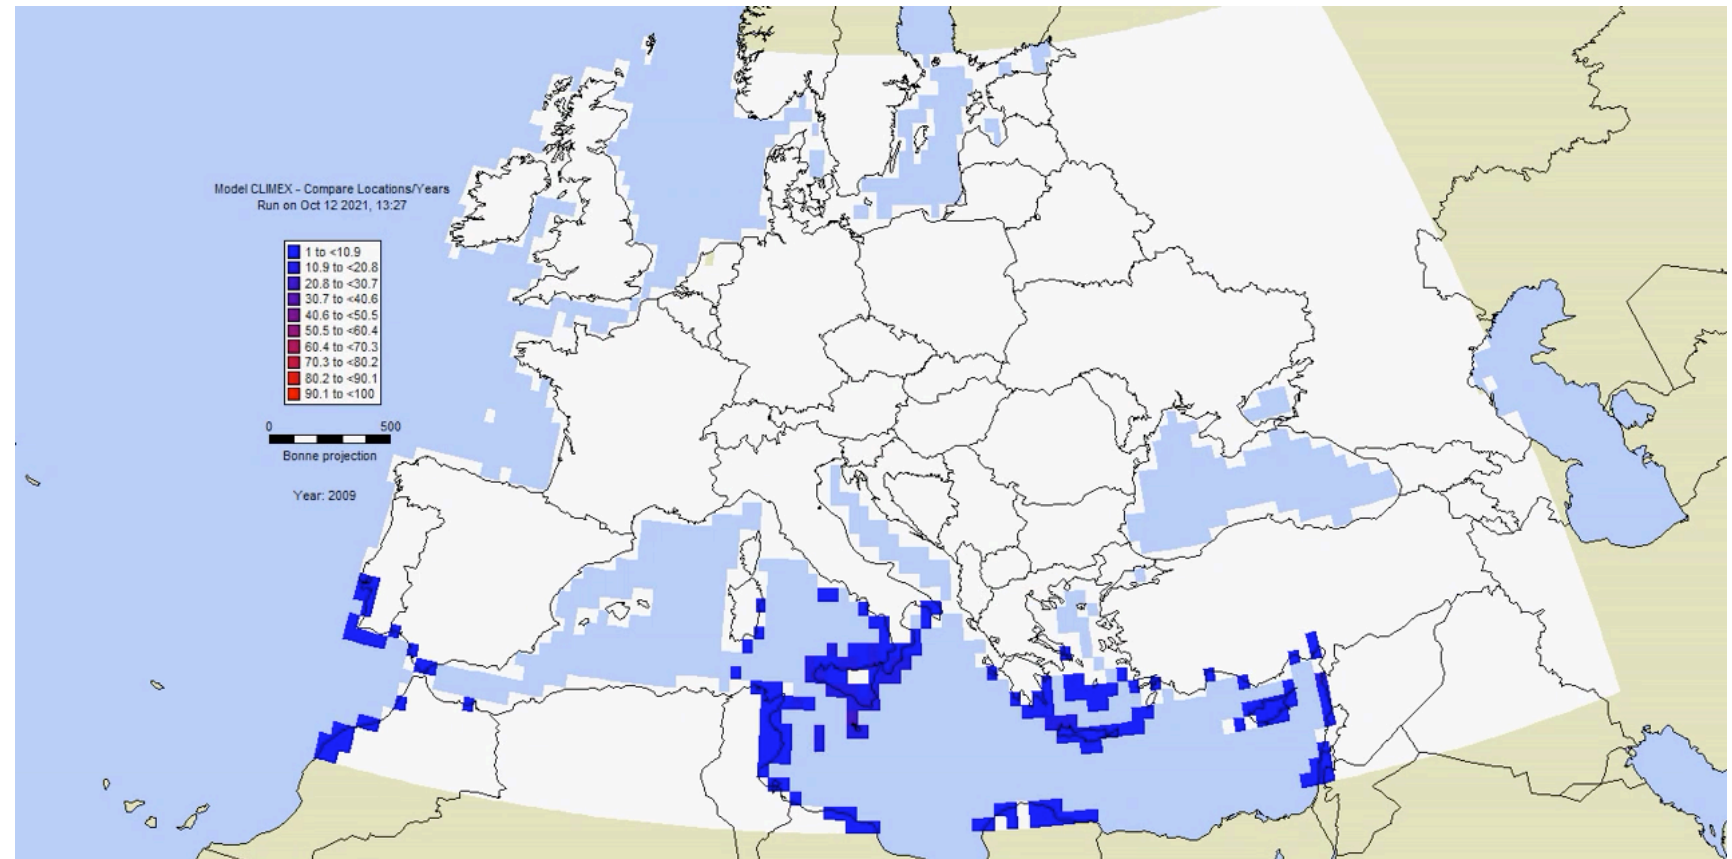 Model CLIMEX - Compare Locations/Years
Run on Oct 12 2021, 13:27
1 to <10.9
10.9 to <20.8
20.8 to <30.7
30.7 to <40.6
40.6 to <50.5
50.5 to <60.4
60.4 to <70.3
70.3 to <80.2
80.2 to <90.1
90.1 to <100
0 500
Bonne projection
Year: 2009